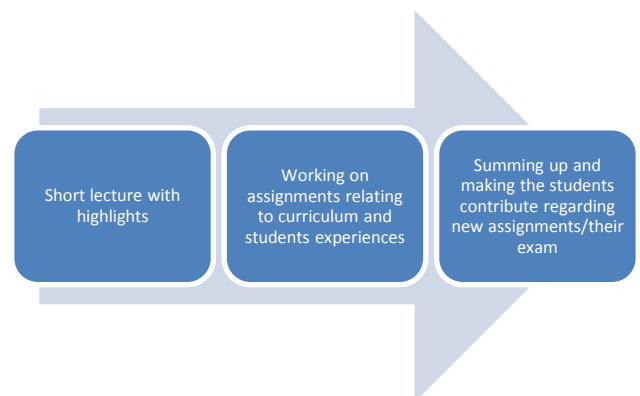 Short lecture with
highlights
Working on
assignments relating
to curriculum and
students experiences
Summing up and
making the students
contribute regarding
new assignments/their
exam